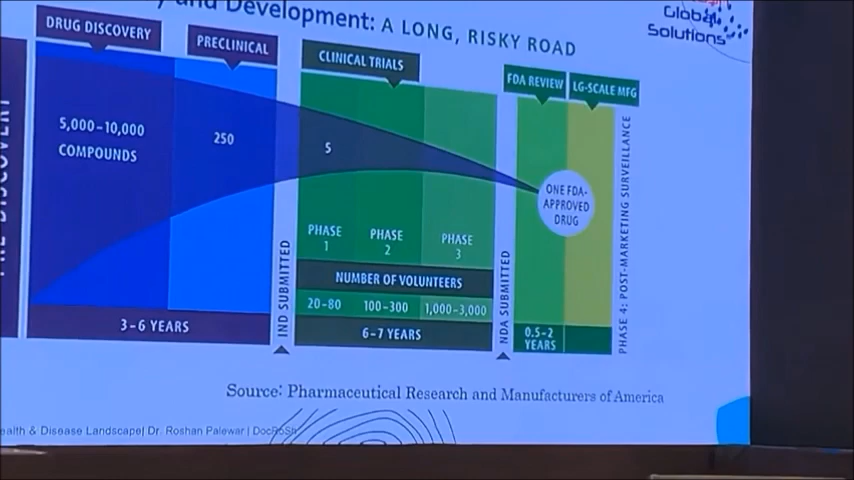 and Development: A LONG, RISKY ROAD
Global
Solutions
DRUG DISCOVERY
PRECLINICAL
CLINICAL TRIALS
FDA REVIEW
LG-SCALE MFG
5,000–10,000
COMPOUNDS
250
5
ONE FDA-
APPROVED
DRUG
PHASE
1
PHASE
2
PHASE
3
NUMBER OF VOLUNTEERS
20–80
100–300
1,000–3,000
3–6 YEARS
IND SUBMITTED
6–7 YEARS
NDA SUBMITTED
0.5–2
YEARS
PHASE 4: POST-MARKETING SURVEILLANCE
Source: Pharmaceutical Research and Manufacturers of America
ealth & Disease Landscape| Dr. Roshan Palewar |